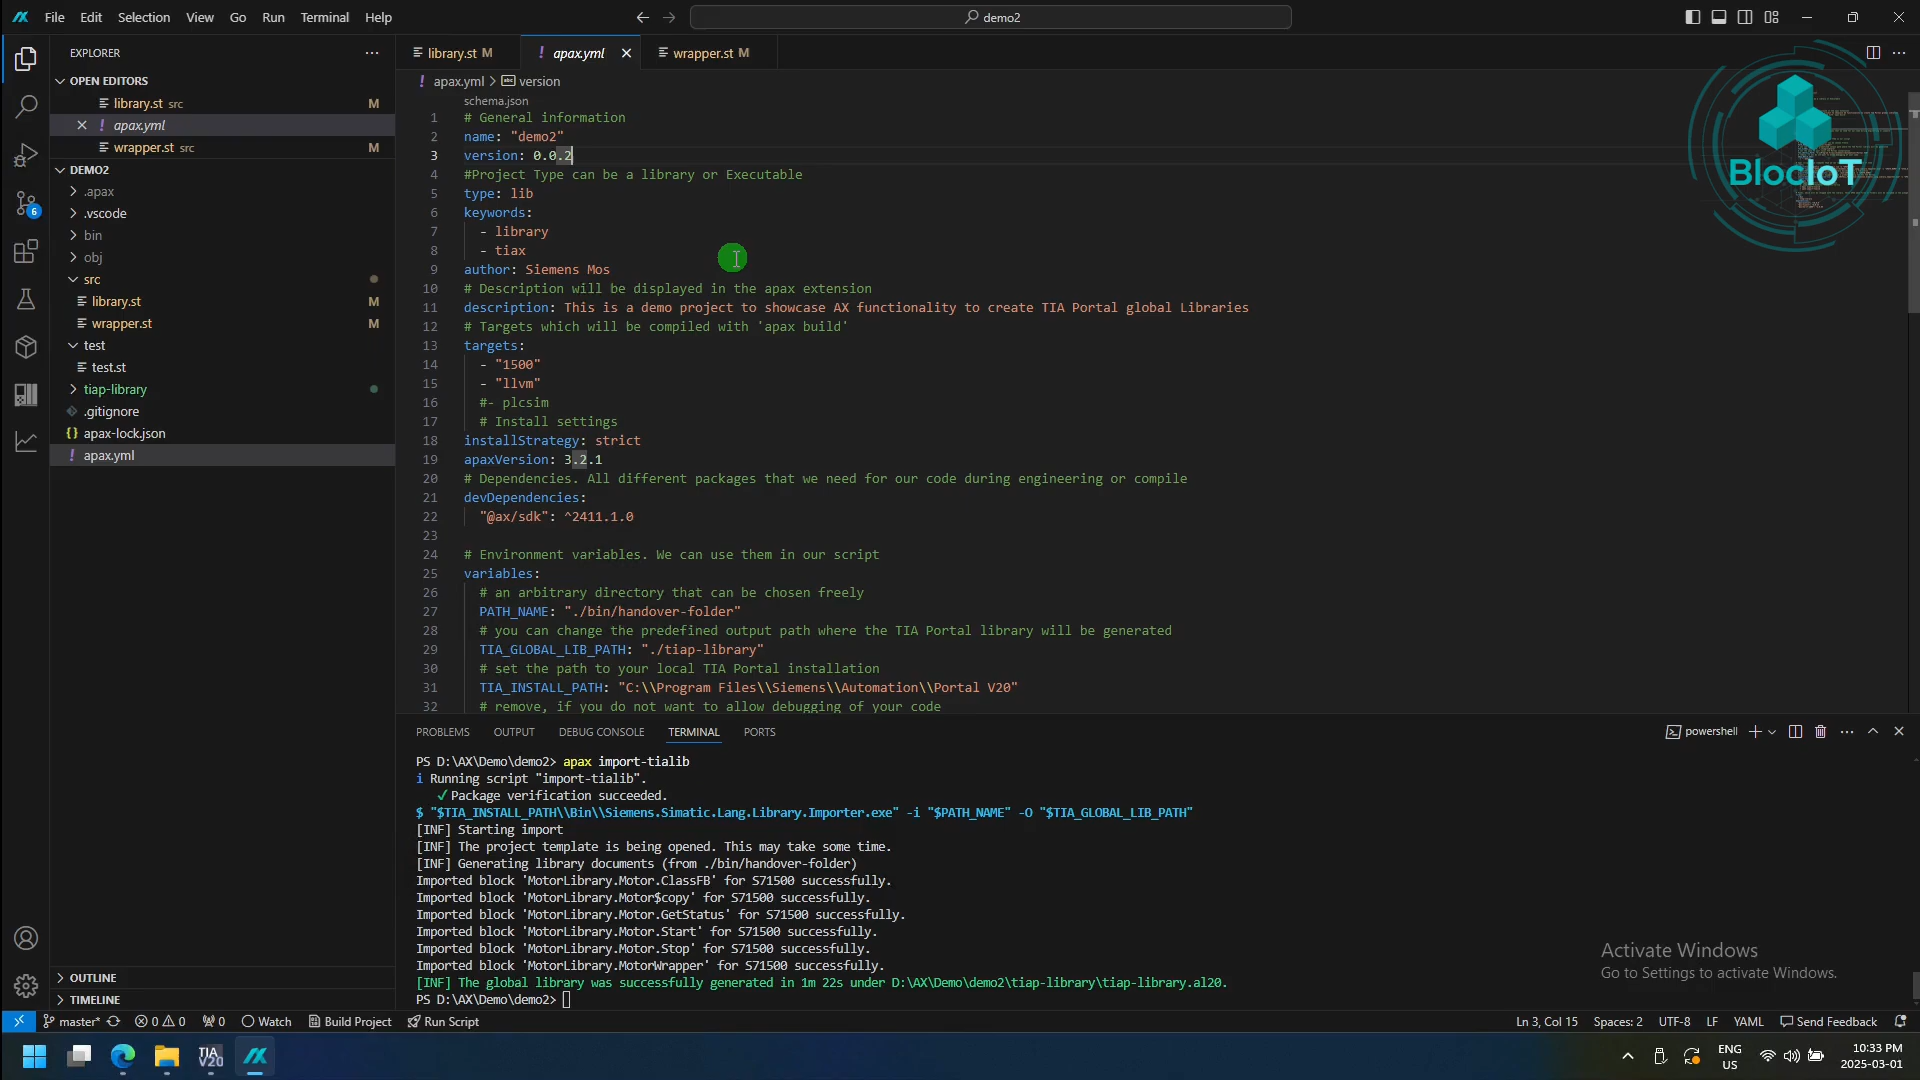 File Edit Selection View Go Run Terminal Help
demo2
EXPLORER
OPEN EDITORS
library.st src M
! apax.yml
wrapper.st src M
DEMO2
.apax
.vscode
bin
obj
src
library.st M
wrapper.st M
test
test.st
tiap-library
.gitignore
{} apax-lock.json
! apax.yml
OUTLINE
TIMELINE
6
library.st M
! apax.yml
wrapper.st M
! apax.yml > abc version
schema.json
1 # General information
2 name: "demo2"
3 version: 0.0.2
4 #Project Type can be a library or Executable
5 type: lib
6 keywords:
7 - library
8 - tiax
9 author: Siemens Mos
10 # Description will be displayed in the apax extension
11 description: This is a demo project to showcase AX functionality to create TIA Portal global Libraries
12 # Targets which will be compiled with 'apax build'
13 targets:
14 - "1500"
15 - "llvm"
16 #- plcsim
17 # Install settings
18 installStrategy: strict
19 apaxVersion: 3.2.1
20 # Dependencies. All different packages that we need for our code during engineering or compile
21 devDependencies:
22 "@ax/sdk": ^2411.1.0
23
24 # Environment variables. We can use them in our script
25 variables:
26 # an arbitrary directory that can be chosen freely
27 PATH_NAME: "./bin/handover-folder"
28 # you can change the predefined output path where the TIA Portal library will be generated
29 TIA_GLOBAL_LIB_PATH: "./tiap-library"
30 # set the path to your local TIA Portal installation
31 TIA_INSTALL_PATH: "C:\\Program Files\\Siemens\\Automation\\Portal V20"
32 # remove, if you do not want to allow debugging of your code
BlocIoT
PROBLEMS OUTPUT DEBUG CONSOLE TERMINAL PORTS
powershell
PS D:\AX\Demo\demo2> apax import-tialib
i Running script "import-tialib".
✓ Package verification succeeded.
$ "$TIA_INSTALL_PATH\\Bin\\Siemens.Simatic.Lang.Library.Importer.exe" -i "$PATH_NAME" -O "$TIA_GLOBAL_LIB_PATH"
[INF] Starting import
[INF] The project template is being opened. This may take some time.
[INF] Generating library documents (from ./bin/handover-folder)
Imported block 'MotorLibrary.Motor.ClassFB' for S71500 successfully.
Imported block 'MotorLibrary.Motor$copy' for S71500 successfully.
Imported block 'MotorLibrary.Motor.GetStatus' for S71500 successfully.
Imported block 'MotorLibrary.Motor.Start' for S71500 successfully.
Imported block 'MotorLibrary.Motor.Stop' for S71500 successfully.
Imported block 'MotorLibrary.MotorWrapper' for S71500 successfully.
[INF] The global library was successfully generated in 1m 22s under D:\AX\Demo\demo2\tiap-library\tiap-library.al20.
PS D:\AX\Demo\demo2>
Activate Windows
Go to Settings to activate Windows.
master* 0 0 0 Watch Build Project Run Script
Ln 3, Col 15 Spaces: 2 UTF-8 LF YAML Send Feedback
TIA V20
ENG US
10:33 PM
2025-03-01